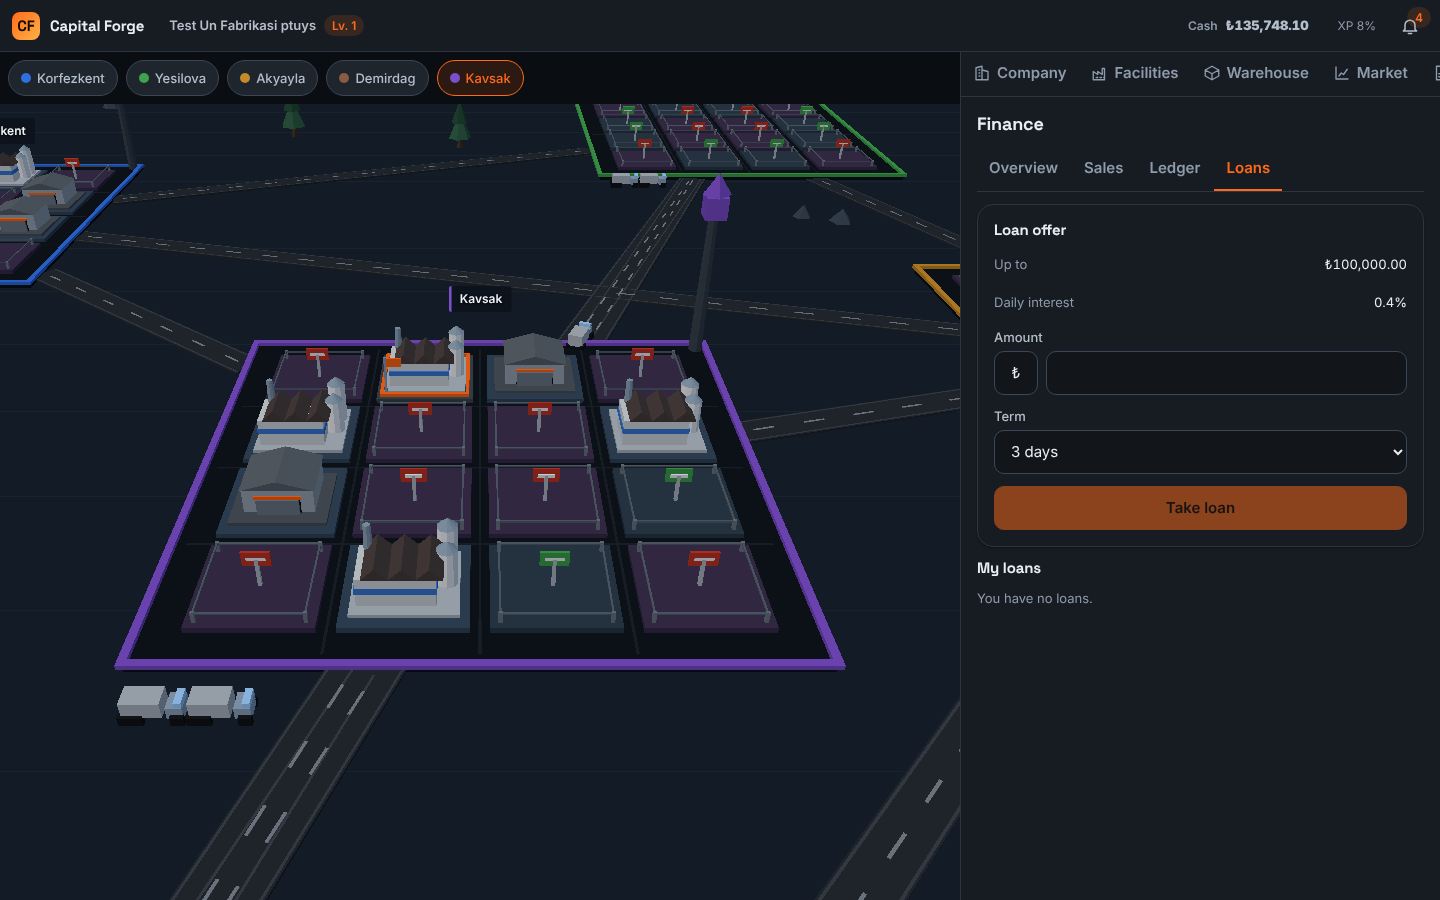 CF Capital Forge Test Un Fabrikasi ptuys Lv. 1 Cash ₺135,748.10 XP 8% 4
Korfezkent Yesilova Akyayla Demirdag Kavsak
Company Facilities Warehouse Market
kent
Kavsak
Finance
Overview Sales Ledger Loans
Loan offer
Up to ₺100,000.00
Daily interest 0.4%
Amount
₺
Term
3 days
Take loan
My loans
You have no loans.